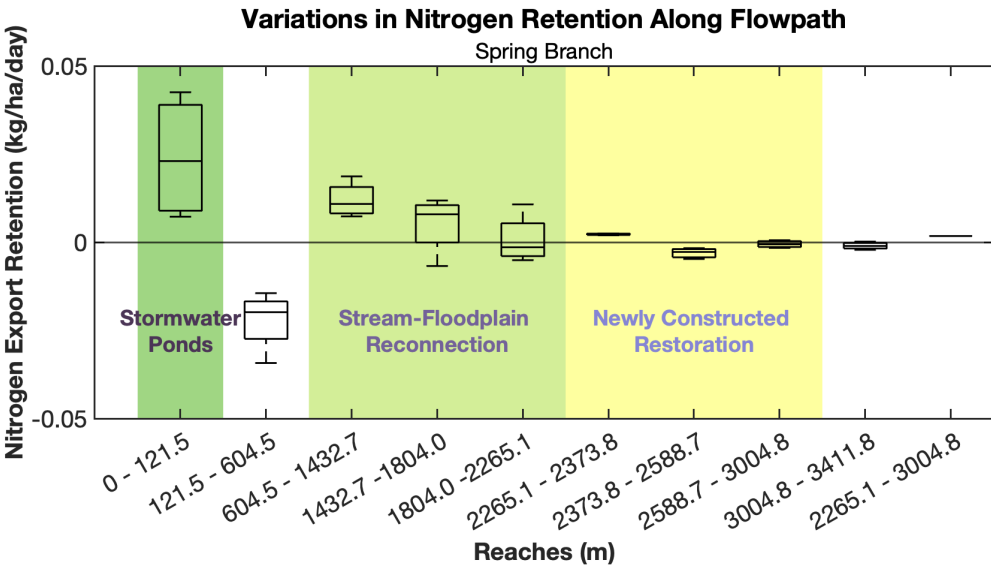 Variations in Nitrogen Retention Along Flowpath
Spring Branch
Nitrogen Export Retention (kg/ha/day)
0.05
0
-0.05
Stormwater
Ponds
Stream-Floodplain
Reconnection
Newly Constructed
Restoration
0 - 121.5
121.5 - 604.5
604.5 - 1432.7
1432.7 -1804.0
1804.0 -2265.1
2265.1 - 2373.8
2373.8 - 2588.7
2588.7 - 3004.8
3004.8 - 3411.8
2265.1 - 3004.8
Reaches (m)